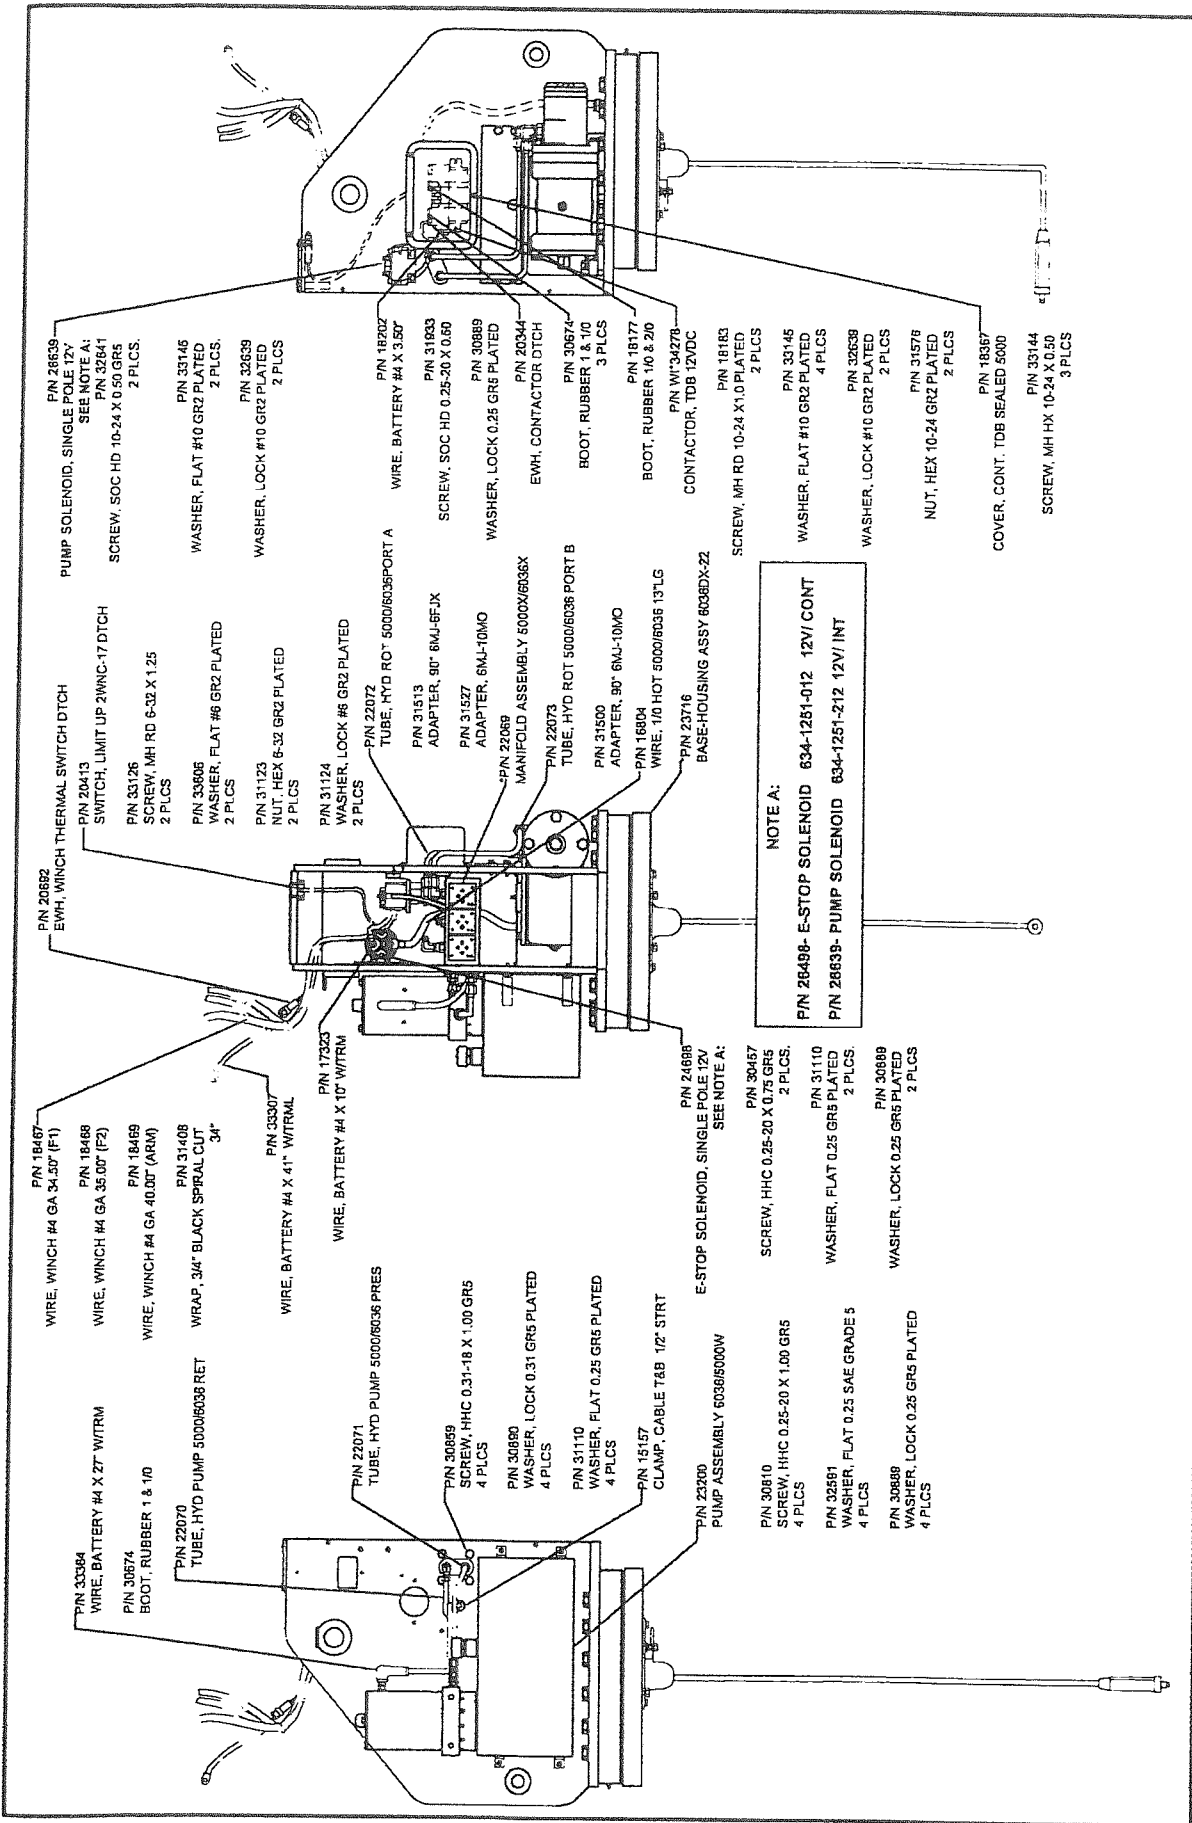 P/N 33364
WIRE, BATTERY #4 X 27" W/TRM
P/N 30674
BOOT, RUBBER 1 & 1/0
P/N 22070
TUBE, HYD PUMP 5000/6036 RET
P/N 22071
TUBE, HYD PUMP 5000/6036 PRES
P/N 30859
SCREW, HHC 0.31-18 X 1.00 GR5
4 PLCS
P/N 30890
WASHER, LOCK 0.31 GR5 PLATED
4 PLCS
P/N 31110
WASHER, FLAT 0.25 GR5 PLATED
4 PLCS
P/N 15157
CLAMP, CABLE T&B 1/2" STRT
P/N 23200
PUMP ASSEMBLY 6036/5000W
P/N 30810
SCREW, HHC 0.25-20 X 1.00 GR5
4 PLCS
P/N 32591
WASHER, FLAT 0.25 SAE GRADE 5
4 PLCS
P/N 30889
WASHER, LOCK 0.25 GR5 PLATED
4 PLCS
P/N 18467
WIRE, WINCH #4 GA 34.50" (F1)
P/N 18468
WIRE, WINCH #4 GA 35.00" (F2)
P/N 18469
WIRE, WINCH #4 GA 40.00" (ARM)
P/N 31408
WRAP, 3/4" BLACK SPIRAL CUT
34"
P/N 33307
WIRE, BATTERY #4 X 41" W/TRML
P/N 17323
WIRE, BATTERY #4 X 10" W/TRM
P/N 24698
E-STOP SOLENOID, SINGLE POLE 12V
SEE NOTE A:
P/N 30457
SCREW, HHC 0.25-20 X 0.75 GR5
2 PLCS.
P/N 31110
WASHER, FLAT 0.25 GR5 PLATED
2 PLCS.
P/N 30889
WASHER, LOCK 0.25 GR5 PLATED
2 PLCS
P/N 20692
EWH, WINCH THERMAL SWITCH DTCH
P/N 20413
SWITCH, LIMIT UP 2WNC-17 DTCH
P/N 33126
SCREW, MH RD 6-32 X 1.25
2 PLCS
P/N 33606
WASHER, FLAT #6 GR2 PLATED
2 PLCS
P/N 31123
NUT, HEX 6-32 GR2 PLATED
2 PLCS
P/N 31124
WASHER, LOCK #6 GR2 PLATED
2 PLCS
P/N 22072
TUBE, HYD ROT 5000/6036PORT A
P/N 31513
ADAPTER, 90° 6MJ-6FJX
P/N 31527
ADAPTER, 6MJ-10MO
P/N 22069
MANIFOLD ASSEMBLY 5000X/6036X
P/N 22073
TUBE, HYD ROT 5000/6036 PORT B
P/N 31500
ADAPTER, 90° 6MJ-10MO
P/N 16804
WIRE, 1/0 HOT 5000/6036 13"LG
P/N 23716
BASE-HOUSING ASSY 6036DX-22
NOTE A:
P/N 26498- E-STOP SOLENOID 634-1261-012 12V/ CONT
P/N 26639- PUMP SOLENOID 634-1251-212 12V/ INT
P/N 26639
PUMP SOLENOID, SINGLE POLE 12V
SEE NOTE A:
P/N 32641
SCREW, SOC HD 10-24 X 0.50 GR5
2 PLCS.
P/N 33145
WASHER, FLAT #10 GR2 PLATED
2 PLCS.
P/N 32639
WASHER, LOCK #10 GR2 PLATED
2 PLCS
P/N 18202
WIRE, BATTERY #4 X 3.50"
P/N 31933
SCREW, SOC HD 0.25-20 X 0.60
P/N 30889
WASHER, LOCK 0.25 GR5 PLATED
P/N 20344
EWH, CONTACTOR DTCH
P/N 30674
BOOT, RUBBER 1 & 1/0
3 PLCS
P/N 18177
BOOT, RUBBER 1/0 & 2/0
P/N WI*34278
CONTACTOR, TDB 12VDC
P/N 18183
SCREW, MH RD 10-24 X1.0 PLATED
2 PLCS
P/N 33145
WASHER, FLAT #10 GR2 PLATED
4 PLCS
P/N 32639
WASHER, LOCK #10 GR2 PLATED
2 PLCS
P/N 31576
NUT, HEX 10-24 GR2 PLATED
2 PLCS
P/N 18367
COVER, CONT. TDB SEALED 5000
P/N 33144
SCREW, MH HX 10-24 X 0.50
3 PLCS